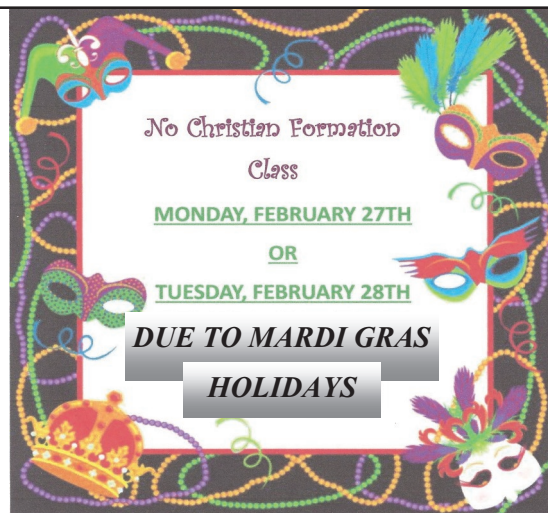 No Christian Formation
Class
MONDAY, FEBRUARY 27TH
OR
TUESDAY, FEBRUARY 28TH
DUE TO MARDI GRAS
HOLIDAYS